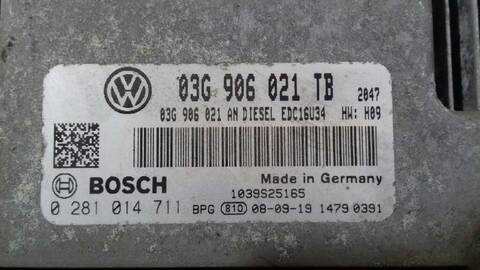 03G 906 021 TB 2047
03G 906 021 AN DIESEL EDC16U34 HW: H09
BOSCH Made in Germany
1039S25165
0 281 014 711 BPG 810 08-09-19 1479 0391